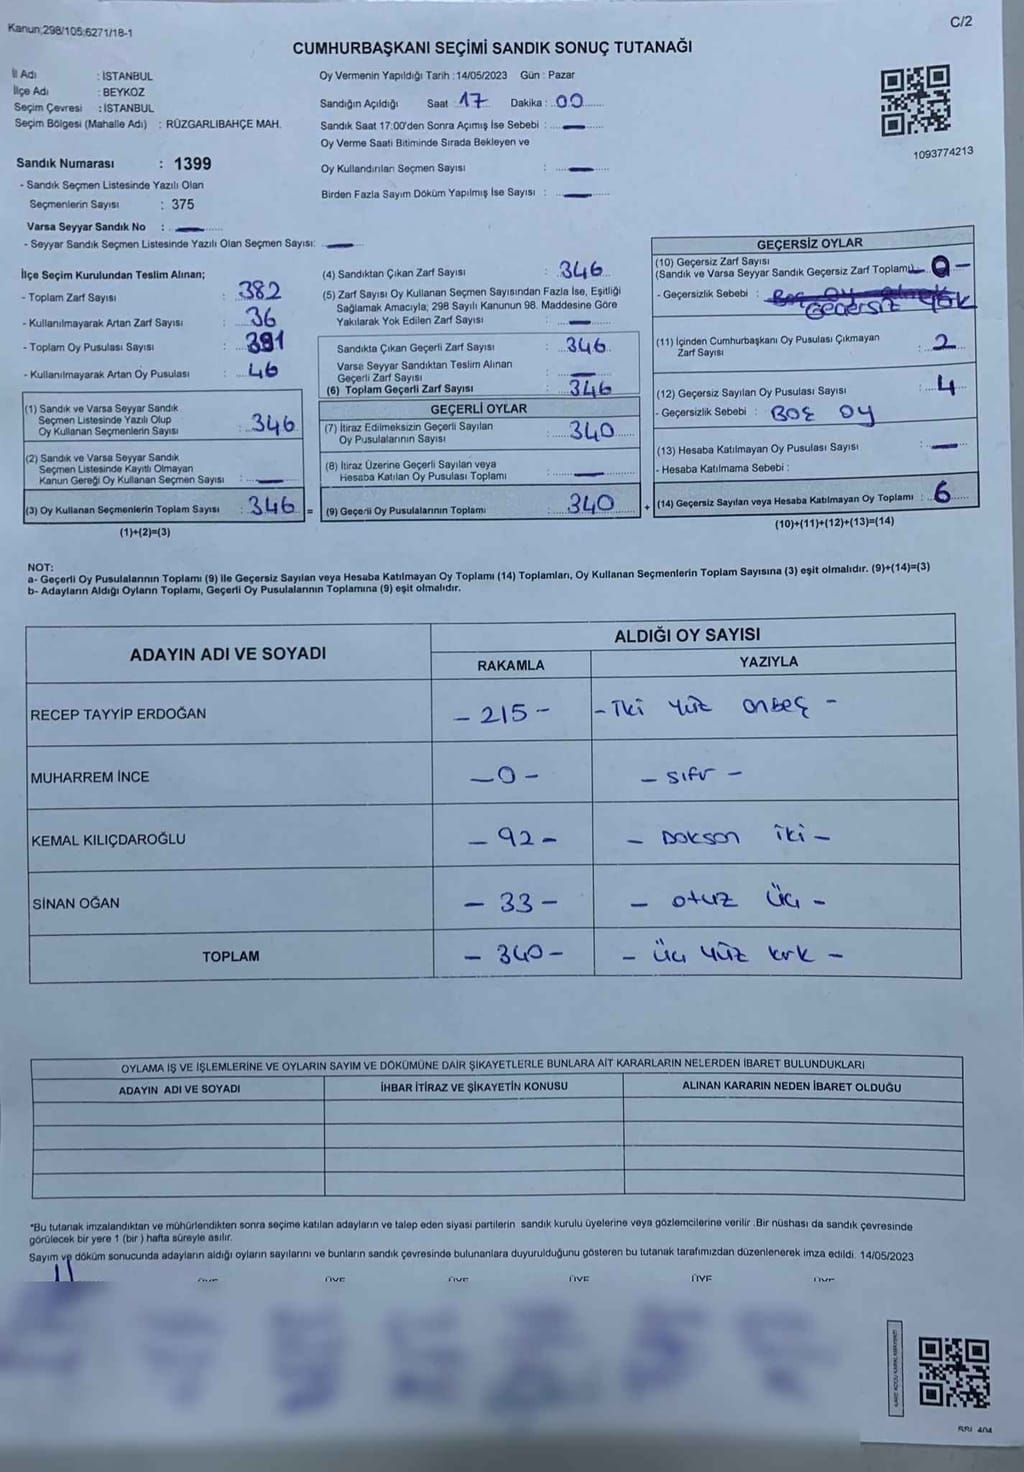 Kanun;298/105;6271/18-1
C/2
CUMHURBAŞKANI SEÇİMİ SANDIK SONUÇ TUTANAĞI
İl Adı : İSTANBUL
İlçe Adı : BEYKOZ
Seçim Çevresi : İSTANBUL
Seçim Bölgesi (Mahalle Adı) : RÜZGARLIBAHÇE MAH.
Sandık Numarası : 1399
- Sandık Seçmen Listesinde Yazılı Olan
Seçmenlerin Sayısı : 375
Varsa Seyyar Sandık No : —
- Seyyar Sandık Seçmen Listesinde Yazılı Olan Seçmen Sayısı: —
Oy Vermenin Yapıldığı Tarih : 14/05/2023 Gün : Pazar
Sandığın Açıldığı Saat : 17 Dakika : 00
Sandık Saat 17:00'den Sonra Açımış İse Sebebi : —
Oy Verme Saati Bitiminde Sırada Bekleyen ve
Oy Kullandırılan Seçmen Sayısı : —
Birden Fazla Sayım Döküm Yapılmış İse Sayısı : —
1093774213
İlçe Seçim Kurulundan Teslim Alınan;
- Toplam Zarf Sayısı : 382
- Kullanılmayarak Artan Zarf Sayısı : 36
- Toplam Oy Pusulası Sayısı : 391
- Kullanılmayarak Artan Oy Pusulası : 46
(1) Sandık ve Varsa Seyyar Sandık
Seçmen Listesinde Yazılı Olup
Oy Kullanan Seçmenlerin Sayısı : 346
(2) Sandık ve Varsa Seyyar Sandık
Seçmen Listesinde Kayıtlı Olmayan
Kanun Gereği Oy Kullanan Seçmen Sayısı : —
(3) Oy Kullanan Seçmenlerin Toplam Sayısı : 346 =
(1)+(2)=(3)
(4) Sandıktan Çıkan Zarf Sayısı : 346
(5) Zarf Sayısı Oy Kullanan Seçmen Sayısından Fazla İse, Eşitliği
Sağlamak Amacıyla; 298 Sayılı Kanunun 98. Maddesine Göre
Yakılarak Yok Edilen Zarf Sayısı : —
Sandıkta Çıkan Geçerli Zarf Sayısı : 346
Varse Seyyar Sandıktan Teslim Alınan
Geçerli Zarf Sayısı : —
(6) Toplam Geçerli Zarf Sayısı : 346
GEÇERLİ OYLAR
(7) İtiraz Edilmeksizin Geçerli Sayılan
Oy Pusulalarının Sayısı : 340
(8) İtiraz Üzerine Geçerli Sayılan veya
Hesaba Katılan Oy Pusulası Toplamı : —
(9) Geçerli Oy Pusulalarının Toplamı : 340 +
GEÇERSİZ OYLAR
(10) Geçersiz Zarf Sayısı
(Sandık ve Varsa Seyyar Sandık Geçersiz Zarf Toplamı) - 0 -
- Geçersizlik Sebebi : Geçersiz Yok
(11) İçinden Cumhurbaşkanı Oy Pusulası Çıkmayan
Zarf Sayısı : 2
(12) Geçersiz Sayılan Oy Pusulası Sayısı : 4
- Geçersizlik Sebebi : BOŞ OY
(13) Hesaba Katılmayan Oy Pusulası Sayısı : —
- Hesaba Katılmama Sebebi :
(14) Geçersiz Sayılan veya Hesaba Katılmayan Oy Toplamı : 6
(10)+(11)+(12)+(13)=(14)
NOT:
a- Geçerli Oy Pusulalarının Toplamı (9) ile Geçersiz Sayılan veya Hesaba Katılmayan Oy Toplamı (14) Toplamları, Oy Kullanan Seçmenlerin Toplam Sayısına (3) eşit olmalıdır. (9)+(14)=(3)
b- Adayların Aldığı Oyların Toplamı, Geçerli Oy Pusulalarının Toplamına (9) eşit olmalıdır.
ADAYIN ADI VE SOYADI
ALDIĞI OY SAYISI
RAKAMLA YAZIYLA
RECEP TAYYİP ERDOĞAN - 215 - - İki Yüz onbeş -
MUHARREM İNCE - 0 - - sıfır -
KEMAL KILIÇDAROĞLU - 92 - - Doksan iki -
SİNAN OĞAN - 33 - - otuz üç -
TOPLAM - 340 - - üç yüz kırk -
OYLAMA İŞ VE İŞLEMLERİNE VE OYLARIN SAYIM VE DÖKÜMÜNE DAİR ŞİKAYETLERLE BUNLARA AİT KARARLARIN NELERDEN İBARET BULUNDUKLARI
ADAYIN ADI VE SOYADI İHBAR İTİRAZ VE ŞİKAYETİN KONUSU ALINAN KARARIN NEDEN İBARET OLDUĞU
*Bu tutanak imzalandıktan ve mühürlendikten sonra seçime katılan adayların ve talep eden siyasi partilerin sandık kurulu üyelerine veya gözlemcilerine verilir .Bir nüshası da sandık çevresinde
görülecek bir yere 1 (bir ) hafta süreyle asılır.
Sayım ve döküm sonucunda adayların aldığı oyların sayılarını ve bunların sandık çevresinde bulunanlara duyurulduğunu gösteren bu tutanak tarafımızdan düzenlenerek imza edildi. 14/05/2023
ÜYE ÜYE ÜYE ÜYE ÜYE ÜYE